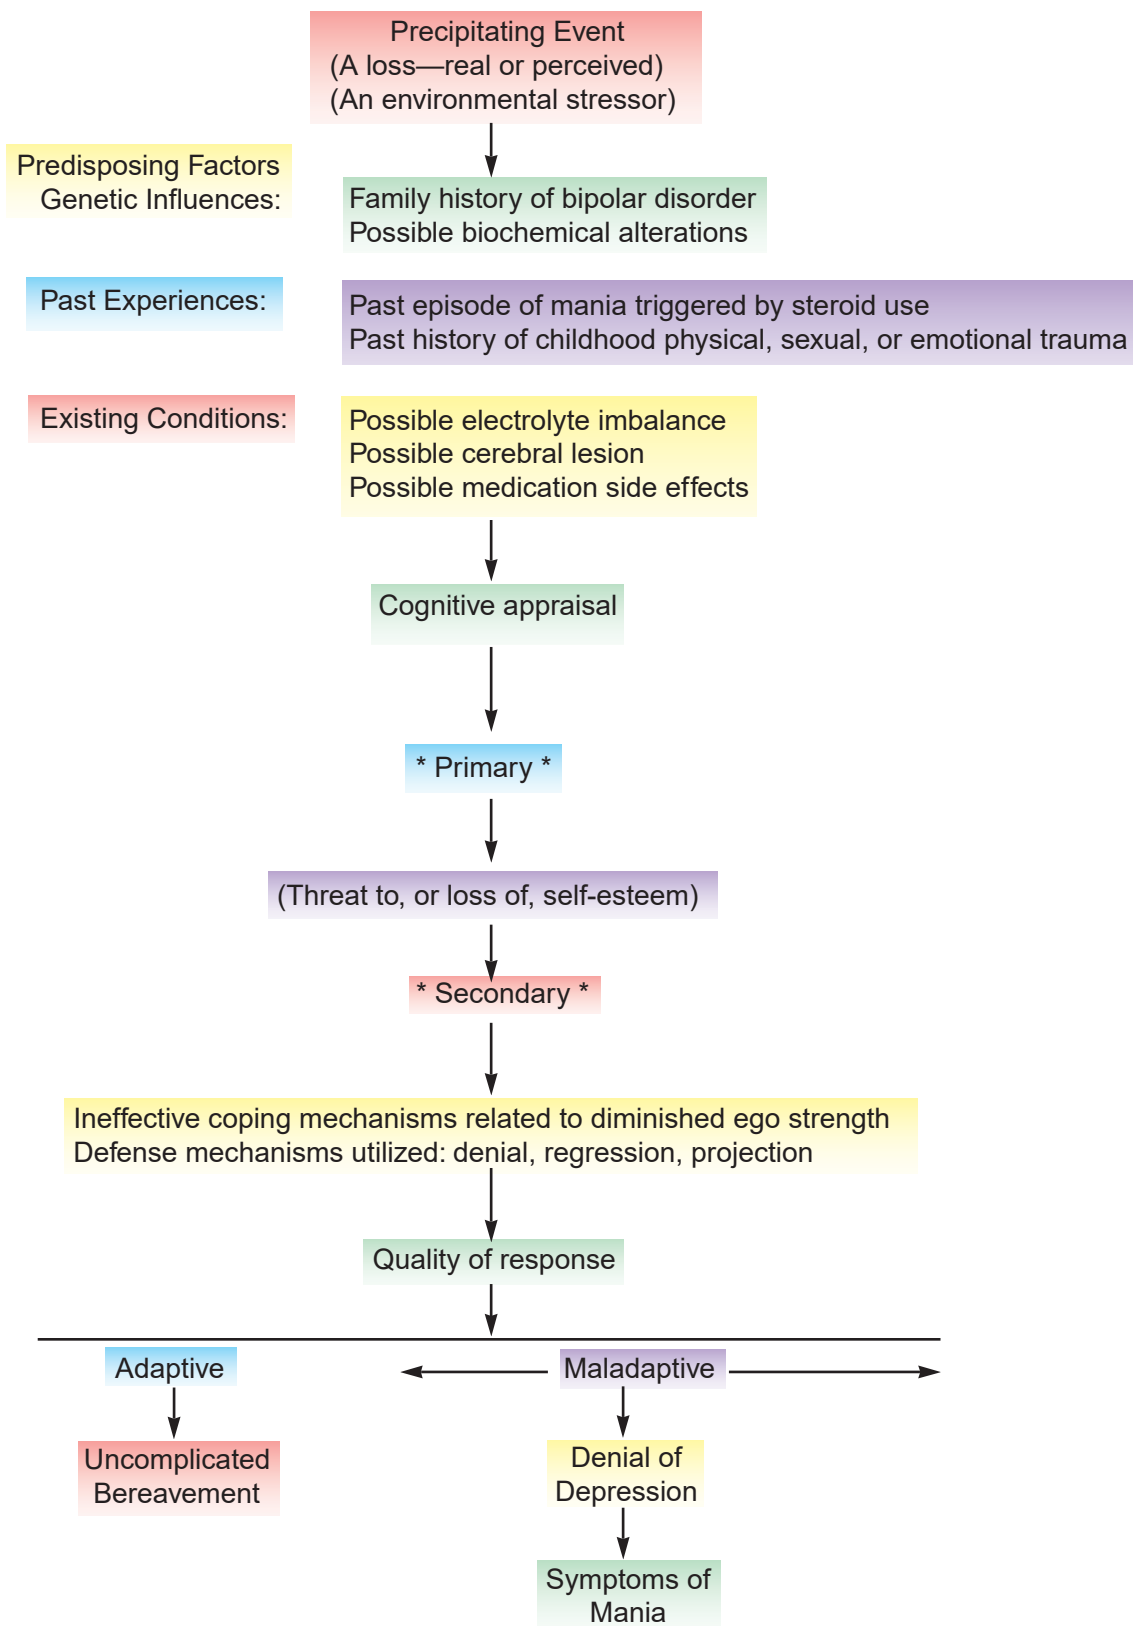 Precipitating Event
(A loss—real or perceived)
(An environmental stressor)
Predisposing Factors
Genetic Influences:
Family history of bipolar disorder
Possible biochemical alterations
Past Experiences:
Past episode of mania triggered by steroid use
Past history of childhood physical, sexual, or emotional trauma
Existing Conditions:
Possible electrolyte imbalance
Possible cerebral lesion
Possible medication side effects
Cognitive appraisal
* Primary *
(Threat to, or loss of, self-esteem)
* Secondary *
Ineffective coping mechanisms related to diminished ego strength
Defense mechanisms utilized: denial, regression, projection
Quality of response
Adaptive
Maladaptive
Uncomplicated
Bereavement
Denial of
Depression
Symptoms of
Mania